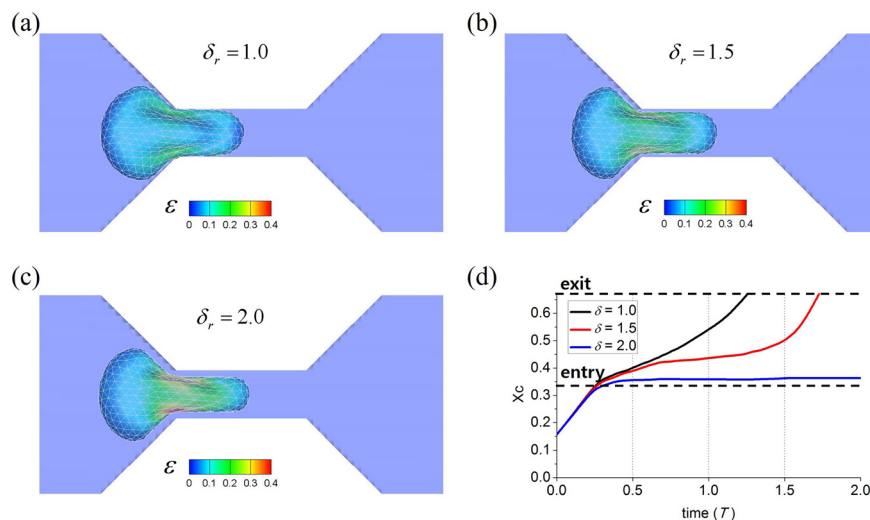 (a)
δr = 1.0
ε
0 0.1 0.2 0.3 0.4
(b)
δr = 1.5
ε
0 0.1 0.2 0.3 0.4
(c)
δr = 2.0
ε
0 0.1 0.2 0.3 0.4
(d)
exit
δ = 1.0
δ = 1.5
δ = 2.0
entry
Xc
0.6
0.5
0.4
0.3
0.2
0.1
0.0
0.0 0.5 1.0 1.5 2.0
time (T)